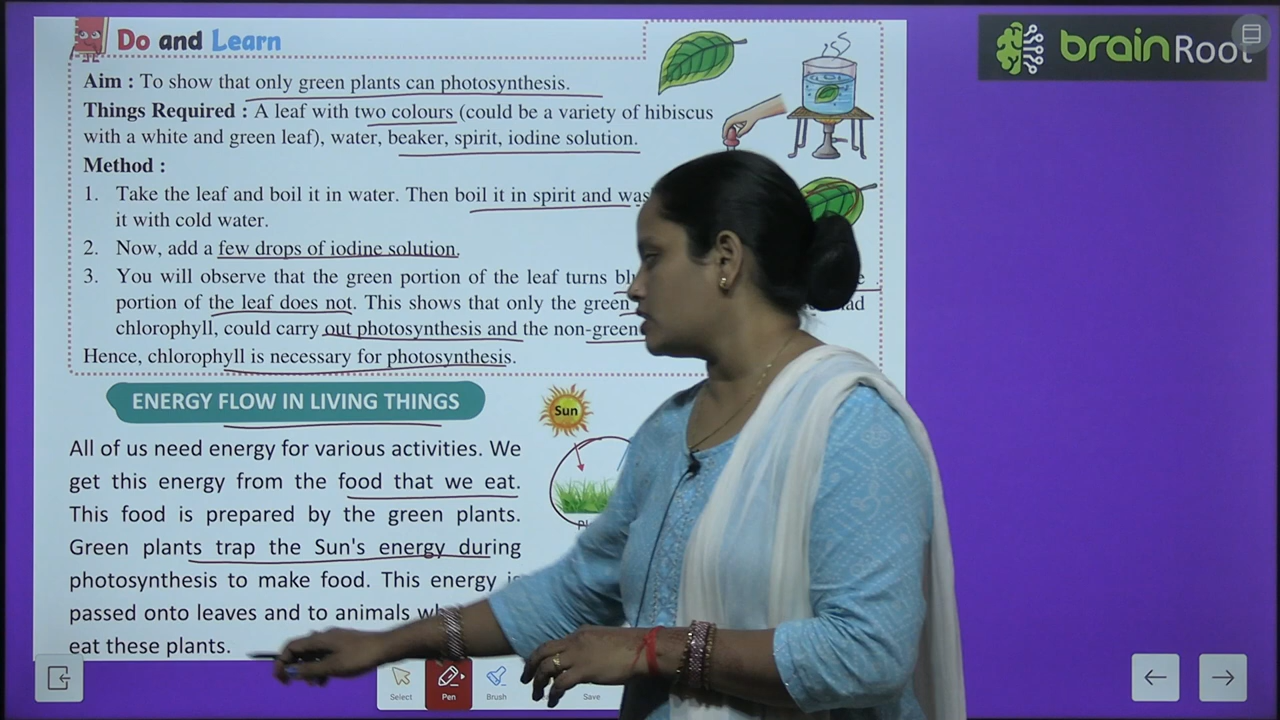 Do and Learn
brainRoot
Aim : To show that only green plants can photosynthesis.
Things Required : A leaf with two colours (could be a variety of hibiscus
with a white and green leaf), water, beaker, spirit, iodine solution.
Method :
1. Take the leaf and boil it in water. Then boil it in spirit and was
it with cold water.
2. Now, add a few drops of iodine solution.
3. You will observe that the green portion of the leaf turns
portion of the leaf does not. This shows that only the green
chlorophyll, could carry out photosynthesis and the non-green
Hence, chlorophyll is necessary for photosynthesis.
ENERGY FLOW IN LIVING THINGS
Sun
All of us need energy for various activities. We
get this energy from the food that we eat.
This food is prepared by the green plants.
Green plants trap the Sun's energy during
photosynthesis to make food. This energy
passed onto leaves and to animals
eat these plants.
Select
Pen
Brush
Save